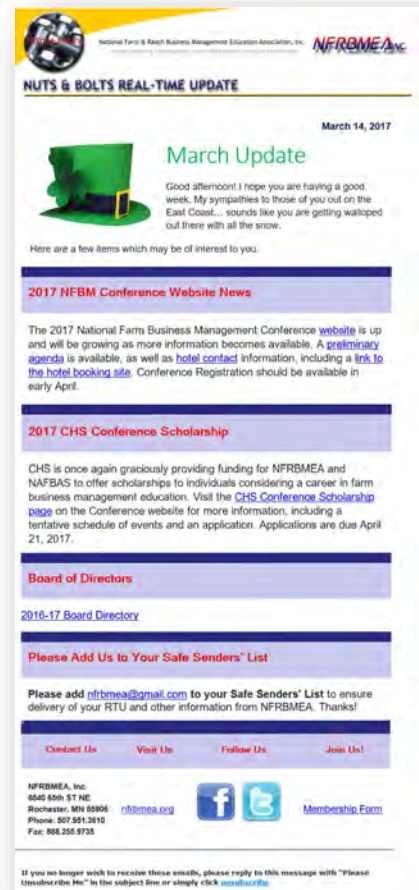 National Farm & Ranch Business Management Education Association, Inc.
NFRBMEA, INC.
NUTS & BOLTS REAL-TIME UPDATE
March 14, 2017
March Update
Good afternoon! I hope you are having a good
week. My sympathies to those of you out on the
East Coast... sounds like you are getting walloped
out there with all the snow.
Here are a few items which may be of interest to you.
2017 NFBM Conference Website News
The 2017 National Farm Business Management Conference website is up
and will be growing as more information becomes available. A preliminary
agenda is available, as well as hotel contact information, including a link to
the hotel booking site. Conference Registration should be available in
early April.
2017 CHS Conference Scholarship
CHS is once again graciously providing funding for NFRBMEA and
NAFBAS to offer scholarships to individuals considering a career in farm
business management education. Visit the CHS Conference Scholarship
page on the Conference website for more information, including a
tentative schedule of events and an application. Applications are due April
21, 2017.
Board of Directors
2016-17 Board Directory
Please Add Us to Your Safe Senders' List
Please add nfrbmea@gmail.com to your Safe Senders' List to ensure
delivery of your RTU and other information from NFRBMEA. Thanks!
Contact Us Visit Us Follow Us Join Us!
NFRBMEA, Inc.
6040 65th ST NE
Rochester, MN 55906 nfrbmea.org Membership Form
Phone: 507.951.3610
Fax: 888.255.9735
If you no longer wish to receive these emails, please reply to this message with "Please
Unsubscribe Me" in the subject line or simply click unsubscribe